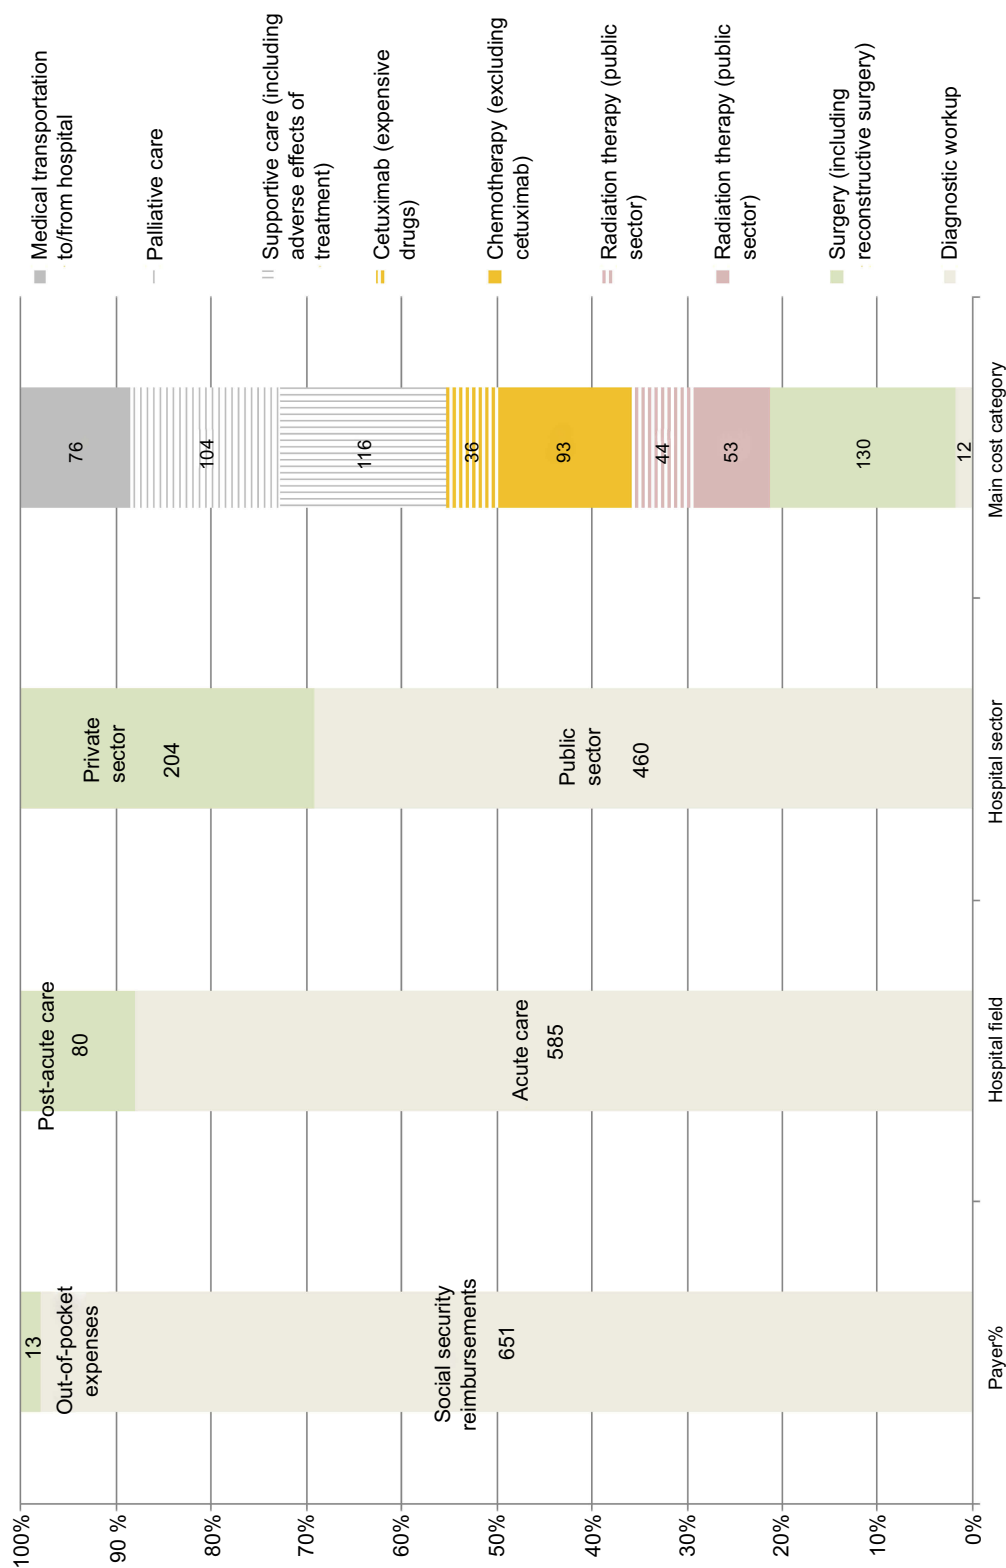 100%
90 %
80%
70%
60%
50%
40%
30%
20%
10%
0%
13
Out-of-pocket
expenses
Social security
reimbursements
651
Payer%
Post-acute care
80
Acute care
585
Hospital field
Private
sector
204
Public
sector
460
Hospital sector
76
104
116
36
93
44
53
130
12
Main cost category
Medical transportation
to/from hospital
Palliative care
Supportive care (including
adverse effects of
treatment)
Cetuximab (expensive
drugs)
Chemotherapy (excluding
cetuximab)
Radiation therapy (public
sector)
Radiation therapy (public
sector)
Surgery (including
reconstructive surgery)
Diagnostic workup